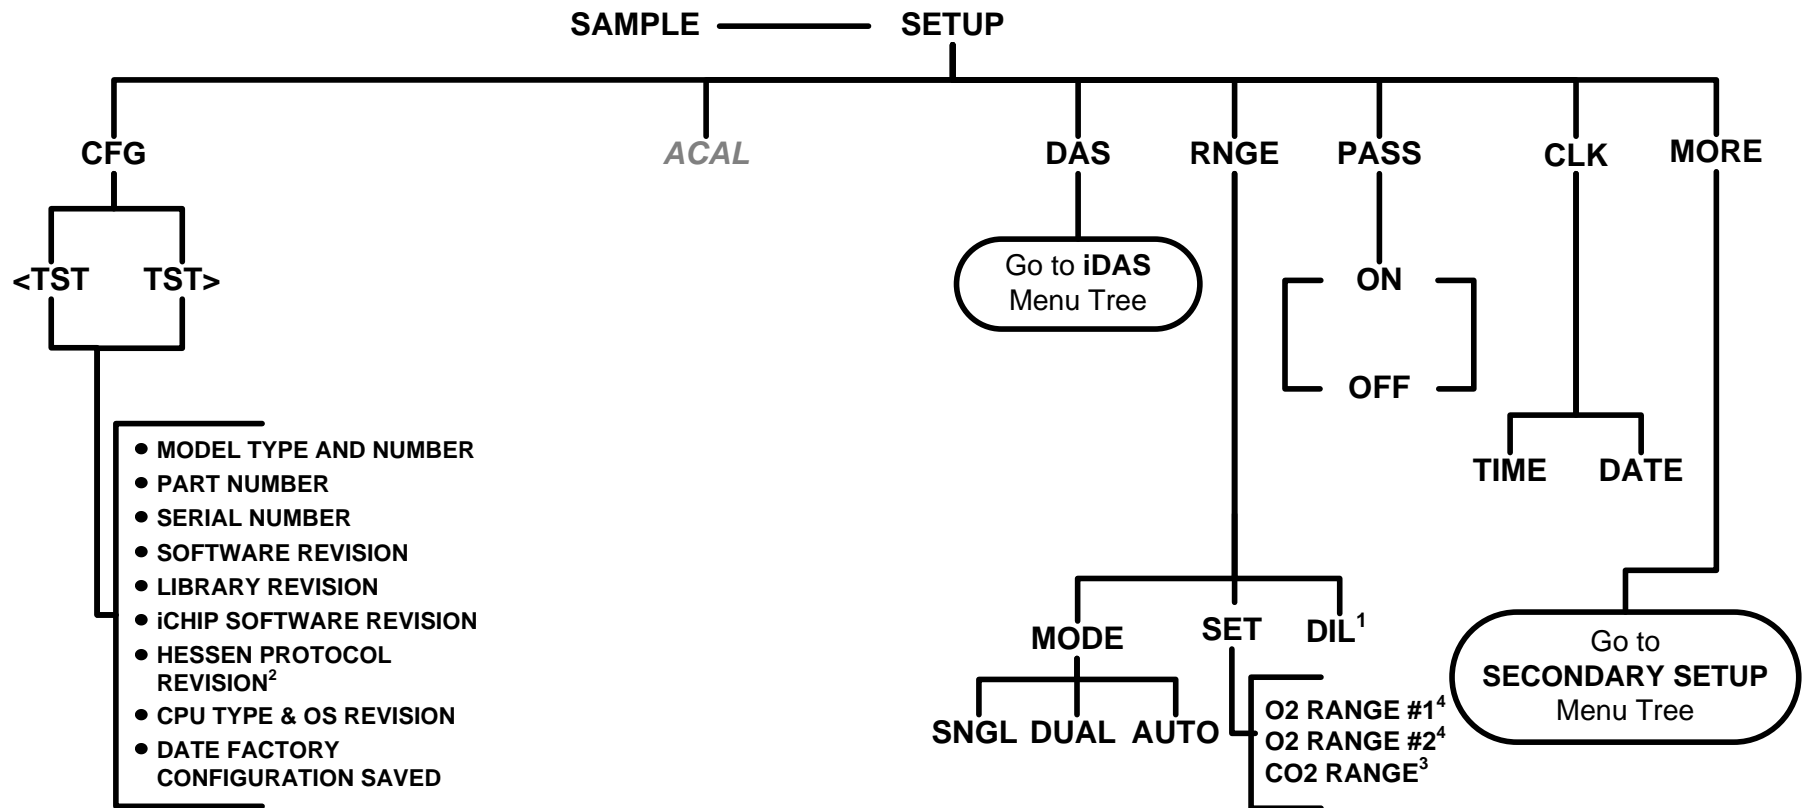 SAMPLE SETUP
CFG ACAL DAS RNGE PASS CLK MORE
<TST TST>
Go to iDAS
Menu Tree
ON
OFF
MODEL TYPE AND NUMBER
PART NUMBER
SERIAL NUMBER
SOFTWARE REVISION
LIBRARY REVISION
iCHIP SOFTWARE REVISION
HESSEN PROTOCOL
REVISION²
CPU TYPE & OS REVISION
DATE FACTORY
CONFIGURATION SAVED
TIME DATE
MODE SET DIL¹
SNGL DUAL AUTO
O2 RANGE #1⁴
O2 RANGE #2⁴
CO2 RANGE³
Go to
SECONDARY SETUP
Menu Tree